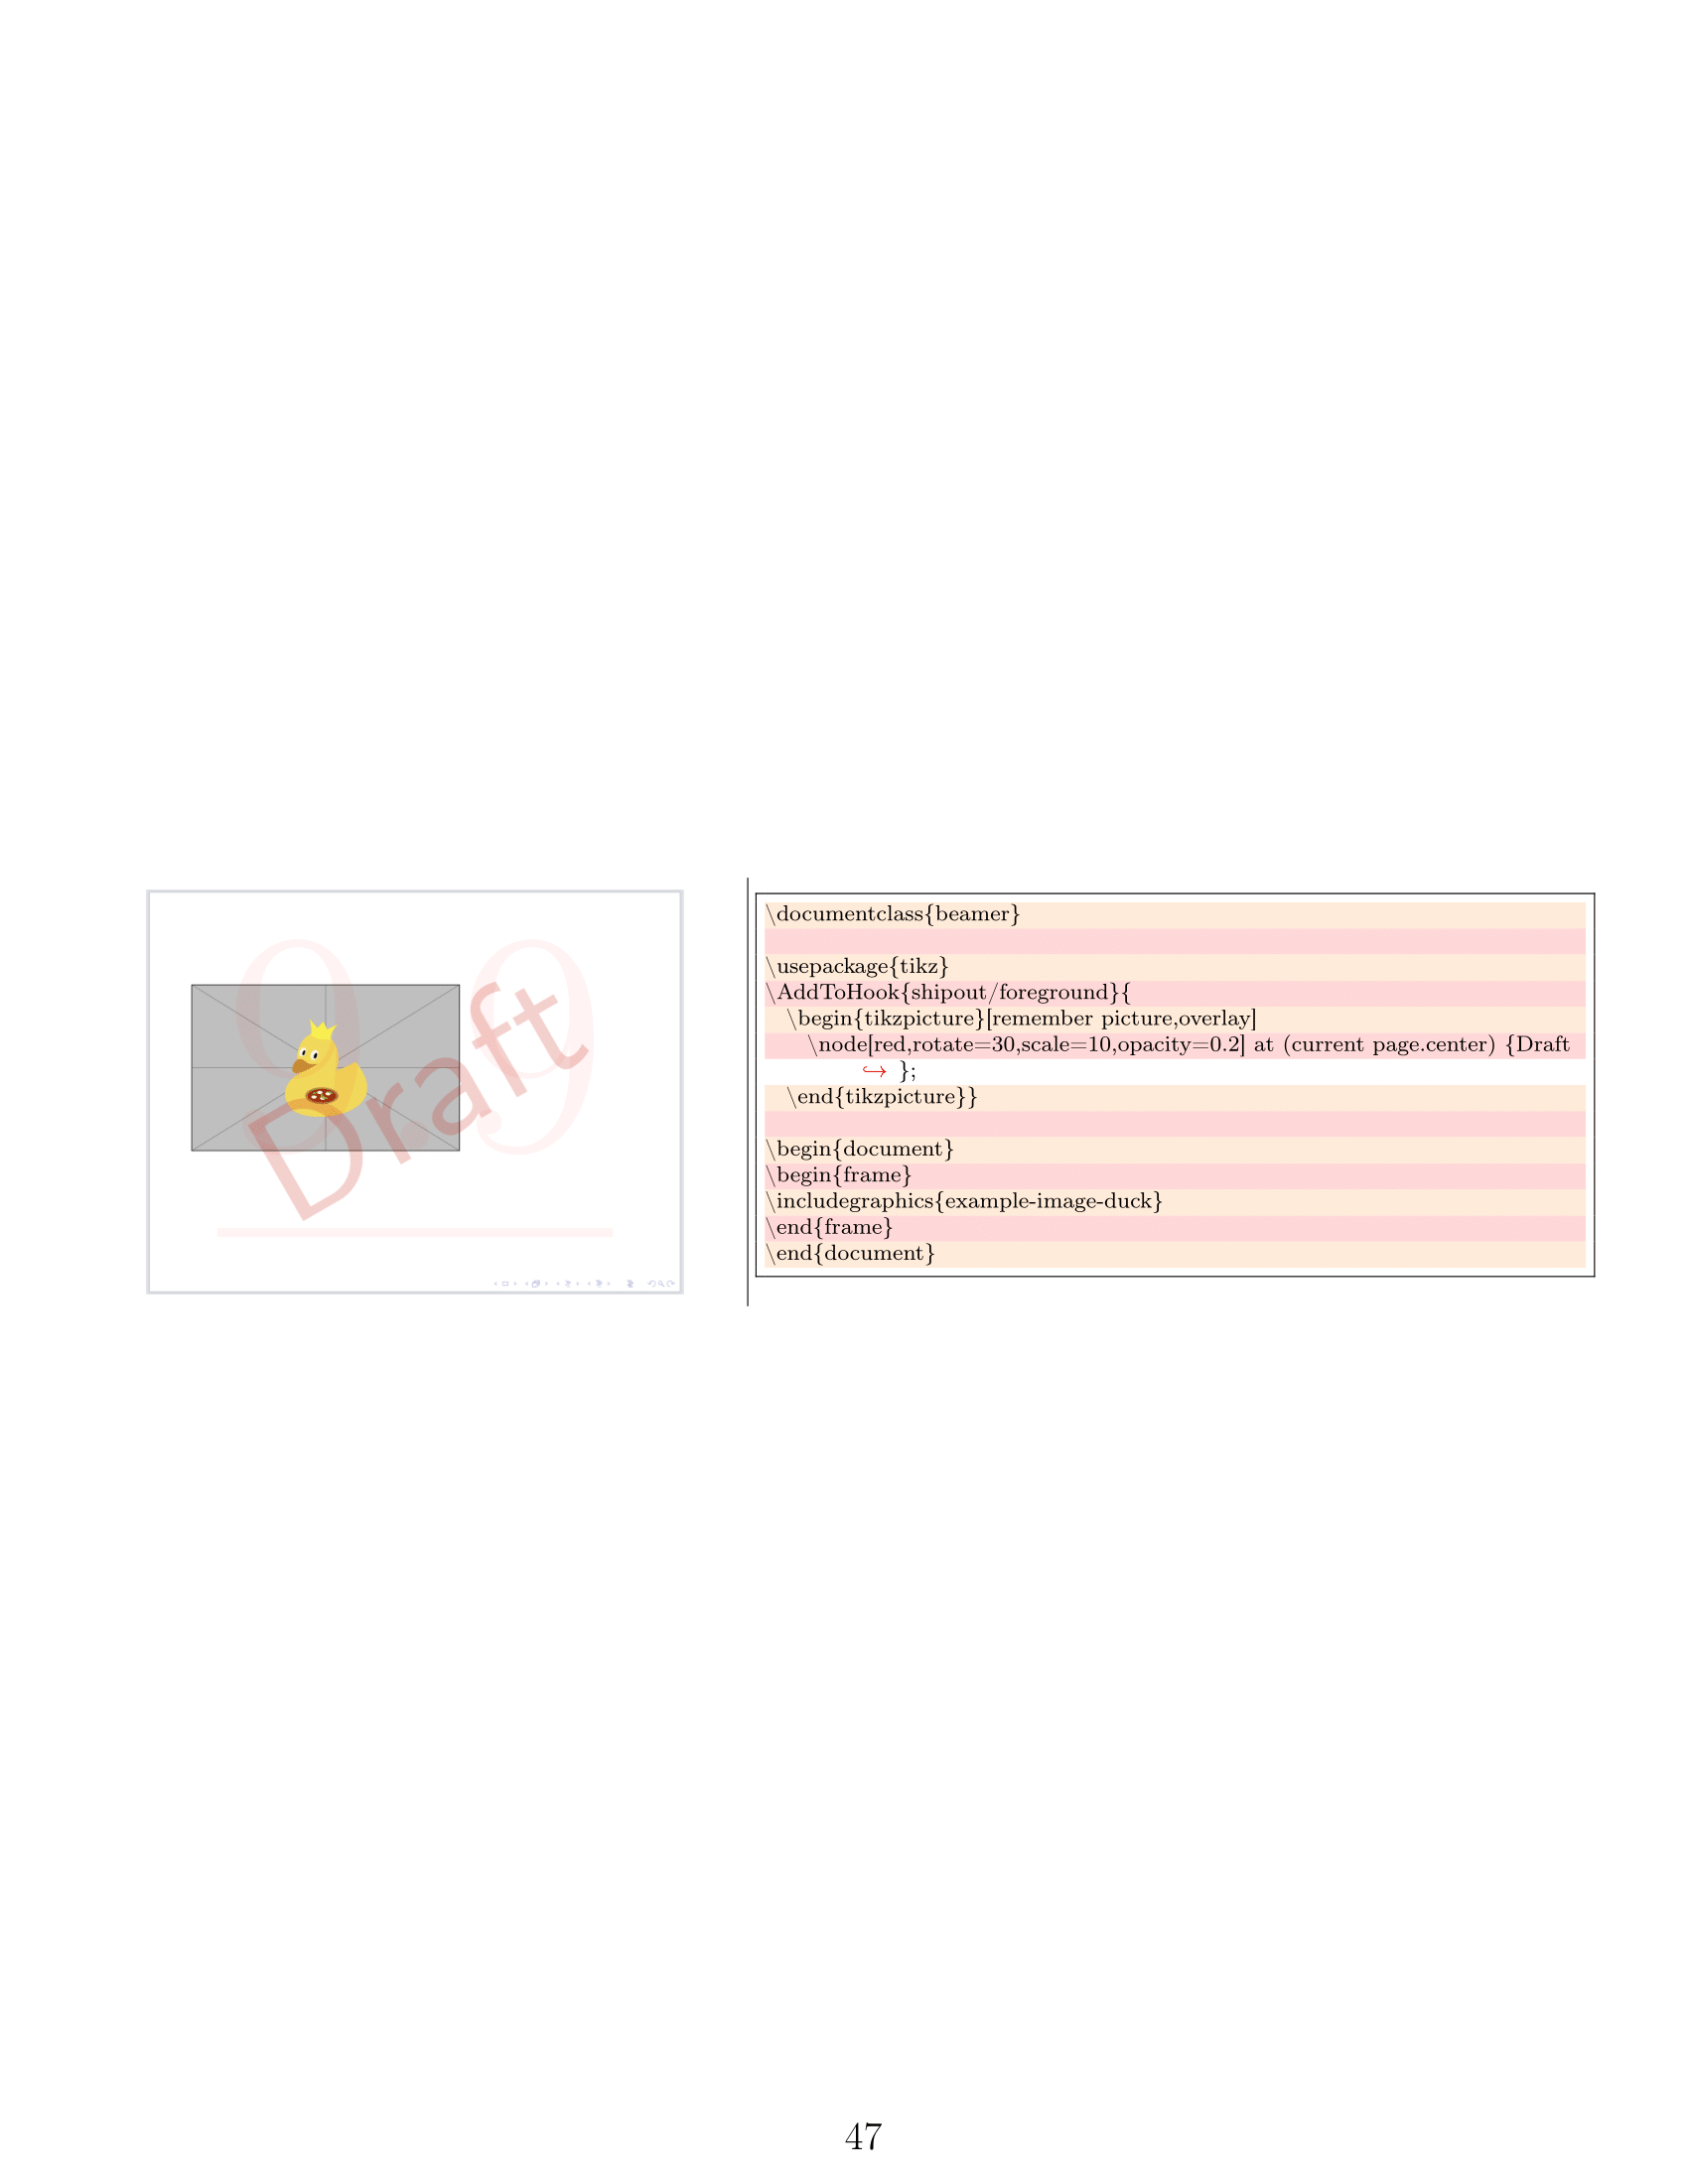 9.9
Draft
\documentclass{beamer}
\usepackage{tikz}
\AddToHook{shipout/foreground}{
\begin{tikzpicture}[remember picture,overlay]
\node[red,rotate=30,scale=10,opacity=0.2] at (current page.center) {Draft
↪ };
\end{tikzpicture}}
\begin{document}
\begin{frame}
\includegraphics{example-image-duck}
\end{frame}
\end{document}
47